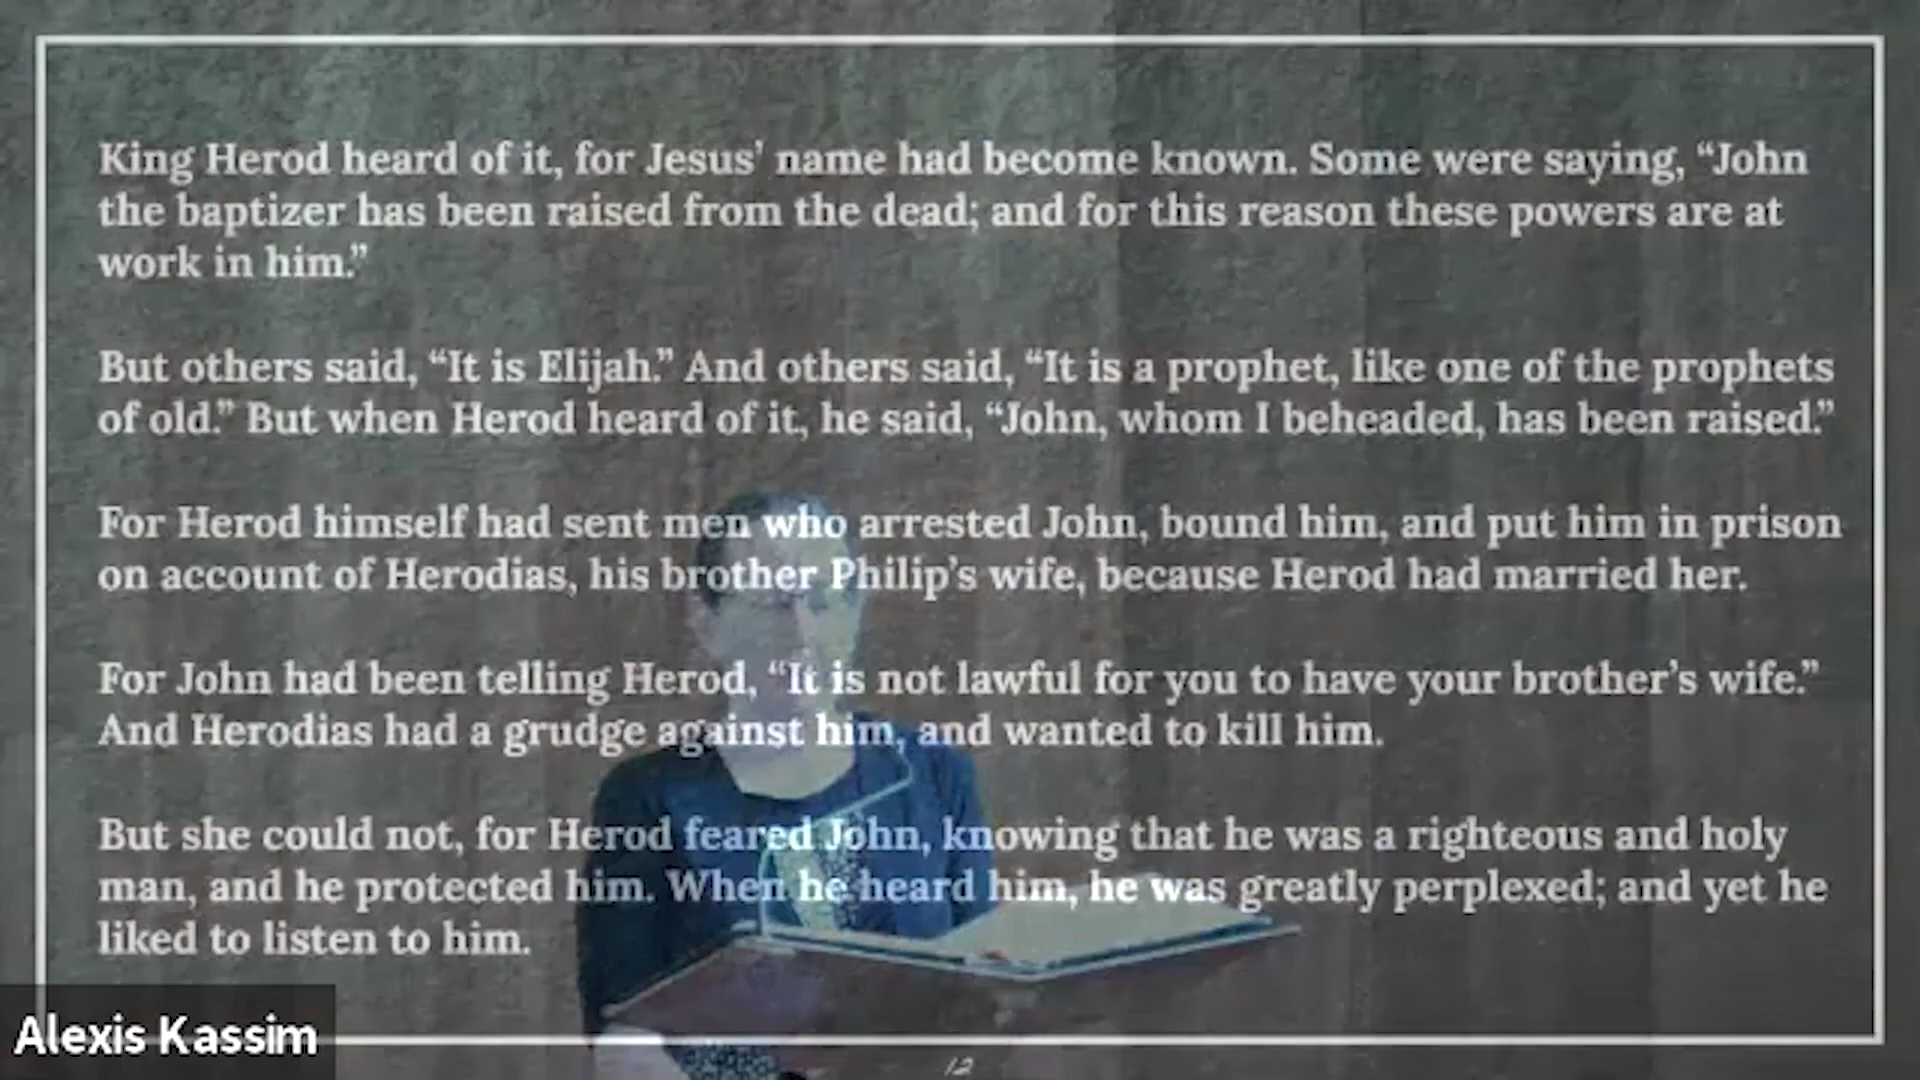 King Herod heard of it, for Jesus’ name had become known. Some were saying, “John
the baptizer has been raised from the dead; and for this reason these powers are at
work in him.”
But others said, “It is Elijah.” And others said, “It is a prophet, like one of the prophets
of old.” But when Herod heard of it, he said, “John, whom I beheaded, has been raised.”
For Herod himself had sent men who arrested John, bound him, and put him in prison
on account of Herodias, his brother Philip’s wife, because Herod had married her.
For John had been telling Herod, “It is not lawful for you to have your brother’s wife.”
And Herodias had a grudge against him, and wanted to kill him.
But she could not, for Herod feared John, knowing that he was a righteous and holy
man, and he protected him. When he heard him, he was greatly perplexed; and yet he
liked to listen to him.
Alexis Kassim
12